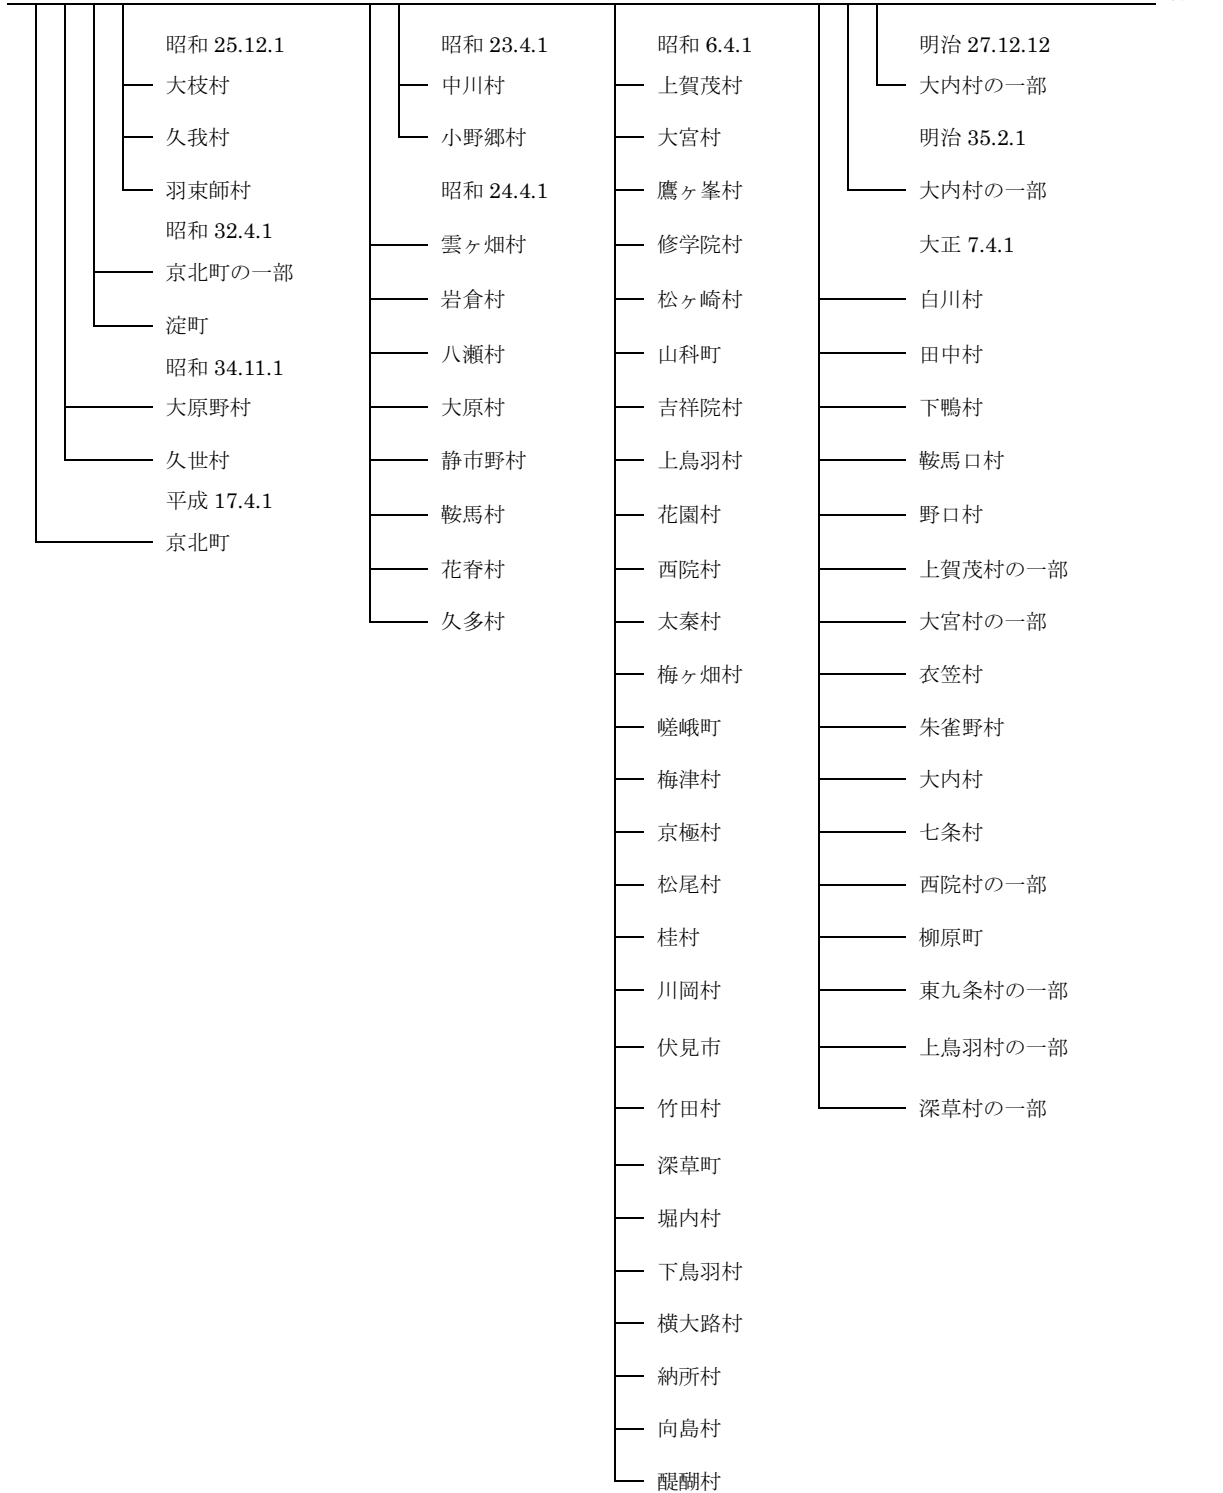 昭和 25.12.1
大枝村
久我村
羽束師村
昭和 32.4.1
京北町の一部
淀町
昭和 34.11.1
大原野村
久世村
平成 17.4.1
京北町
昭和 23.4.1
中川村
小野郷村
昭和 24.4.1
雲ヶ畑村
岩倉村
八瀬村
大原村
静市野村
鞍馬村
花脊村
久多村
昭和 6.4.1
上賀茂村
大宮村
鷹ヶ峯村
修学院村
松ヶ崎村
山科町
吉祥院村
上鳥羽村
花園村
西院村
太秦村
梅ヶ畑村
嵯峨町
梅津村
京極村
松尾村
桂村
川岡村
伏見市
竹田村
深草町
堀内村
下鳥羽村
横大路村
納所村
向島村
醍醐村
明治 27.12.12
大内村の一部
明治 35.2.1
大内村の一部
大正 7.4.1
白川村
田中村
下鴨村
鞍馬口村
野口村
上賀茂村の一部
大宮村の一部
衣笠村
朱雀野村
大内村
七条村
西院村の一部
柳原町
東九条村の一部
上鳥羽村の一部
深草村の一部